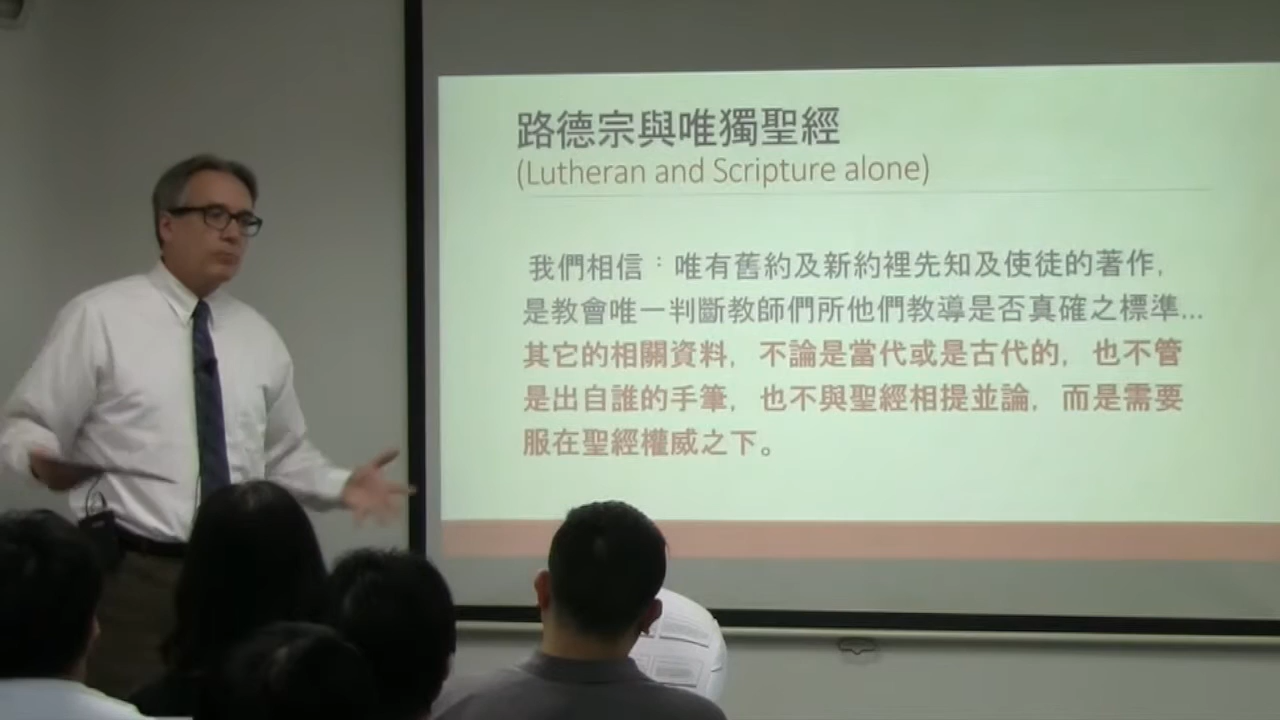 路德宗與唯獨聖經
(Lutheran and Scripture alone)
我們相信：唯有舊約及新約裡先知及使徒的著作，
是教會唯一判斷教師們所他們教導是否真確之標準...
其它的相關資料，不論是當代或是古代的，也不管
是出自誰的手筆，也不與聖經相提並論，而是需要
服在聖經權威之下。